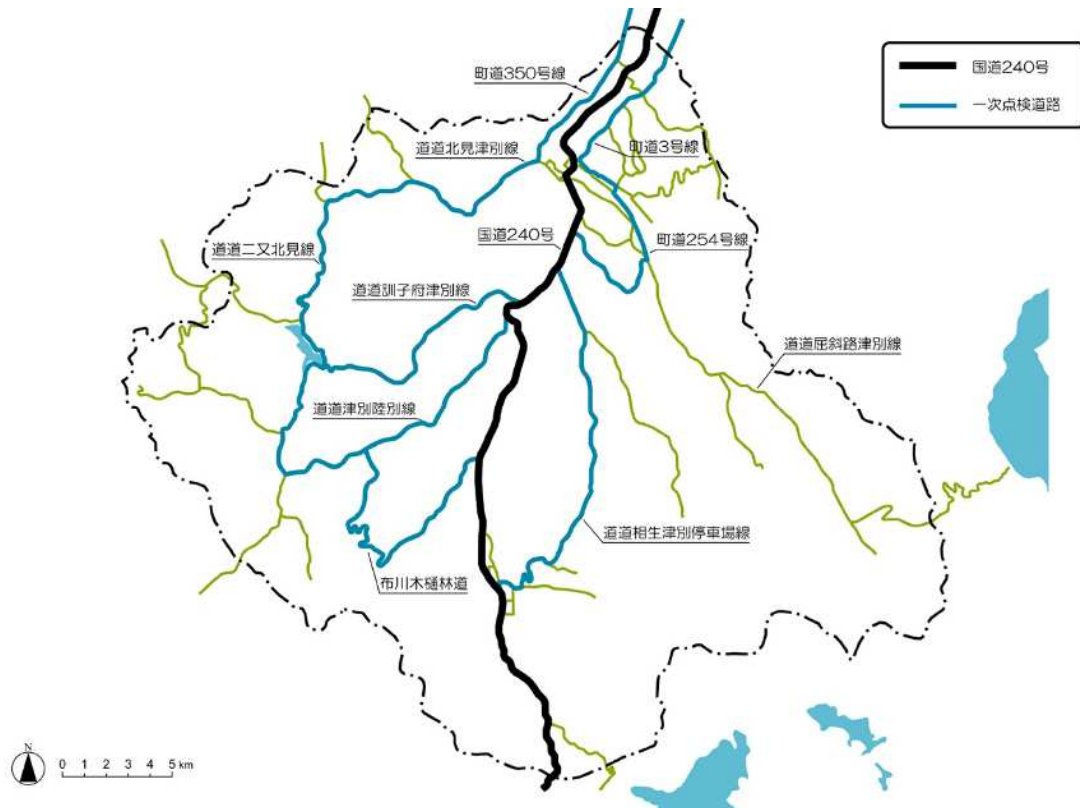 国道240号
一次点検道路
町道350号線
道道北見津別線
町道3号線
国道240号
町道254号線
道道二又北見線
道道訓子府津別線
道道屈斜路津別線
道道津別陸別線
道道相生津別停車場線
布川木樋林道
N
0 1 2 3 4 5 km